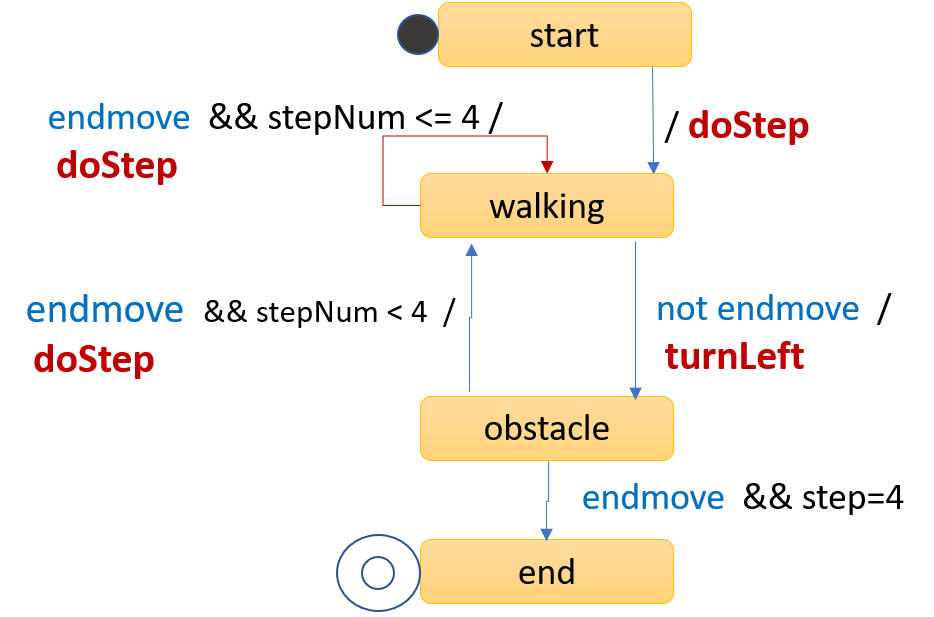 start
endmove && stepNum <= 4 /
doStep
/ doStep
walking
endmove && stepNum < 4 /
doStep
not endmove /
turnLeft
obstacle
endmove && step=4
end